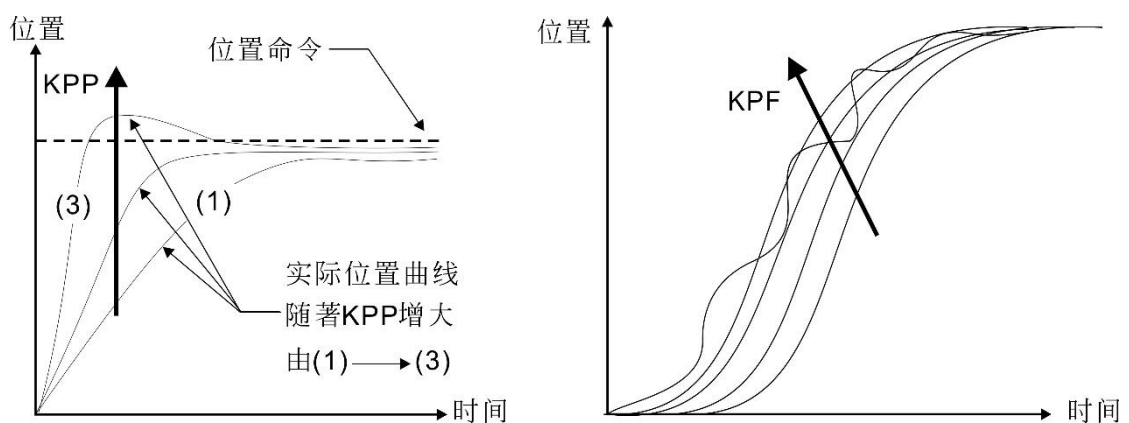 位置
KPP
位置命令
(3)
(1)
实际位置曲线
随著KPP增大
由(1)
(3)
时间
位置
KPF
时间